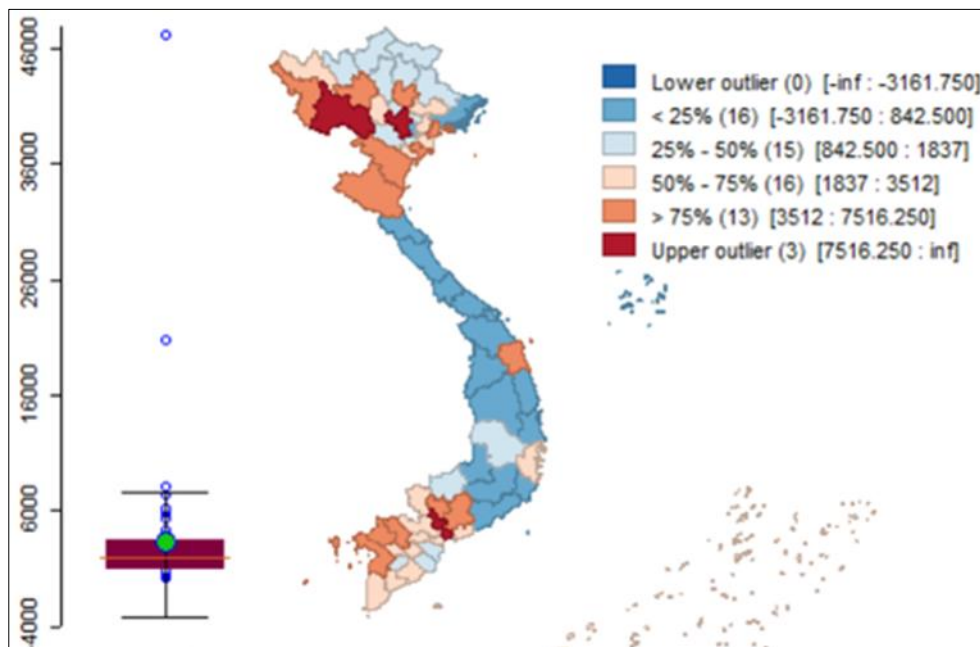 46000
36000
26000
16000
6000
-4000
Lower outlier (0) [-inf : -3161.750]
< 25% (16) [-3161.750 : 842.500]
25% - 50% (15) [842.500 : 1837]
50% - 75% (16) [1837 : 3512]
> 75% (13) [3512 : 7516.250]
Upper outlier (3) [7516.250 : inf]